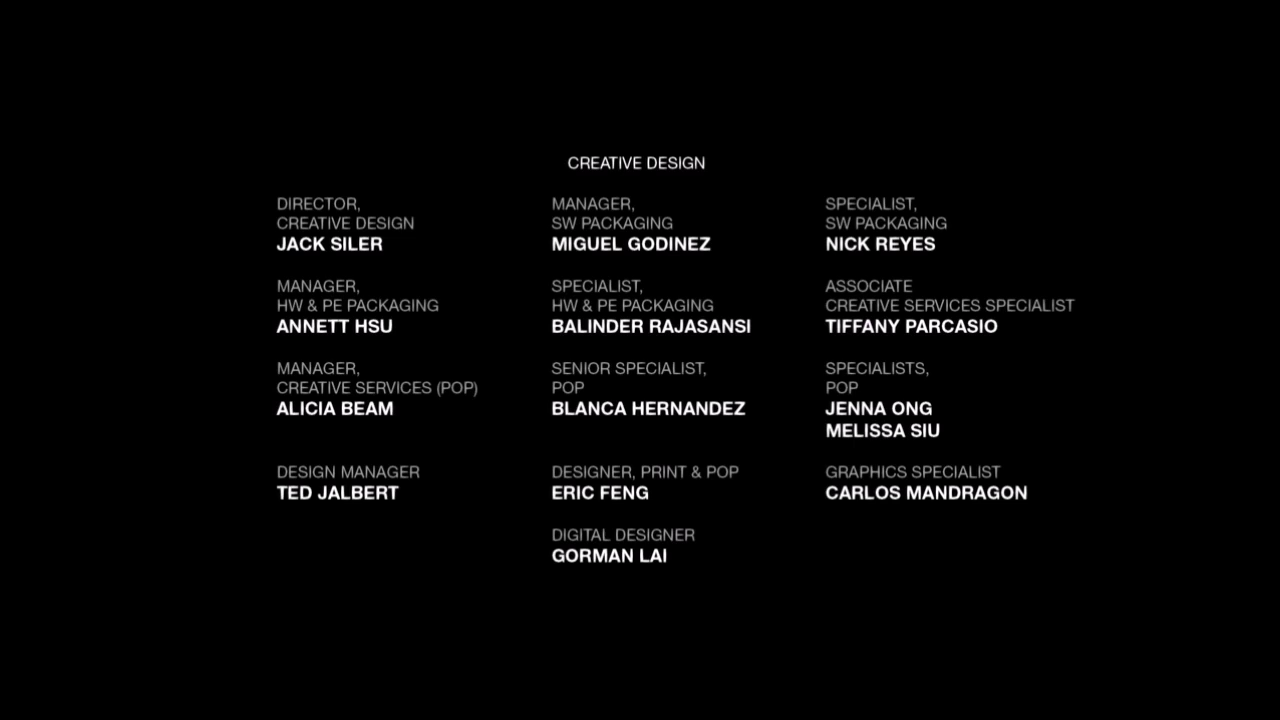 CREATIVE DESIGN
DIRECTOR,
CREATIVE DESIGN
JACK SILER
MANAGER,
SW PACKAGING
MIGUEL GODINEZ
SPECIALIST,
SW PACKAGING
NICK REYES
MANAGER,
HW & PE PACKAGING
ANNETT HSU
SPECIALIST,
HW & PE PACKAGING
BALINDER RAJASANSI
ASSOCIATE
CREATIVE SERVICES SPECIALIST
TIFFANY PARCASIO
MANAGER,
CREATIVE SERVICES (POP)
ALICIA BEAM
SENIOR SPECIALIST,
POP
BLANCA HERNANDEZ
SPECIALISTS,
POP
JENNA ONG
MELISSA SIU
DESIGN MANAGER
TED JALBERT
DESIGNER, PRINT & POP
ERIC FENG
GRAPHICS SPECIALIST
CARLOS MANDRAGON
DIGITAL DESIGNER
GORMAN LAI